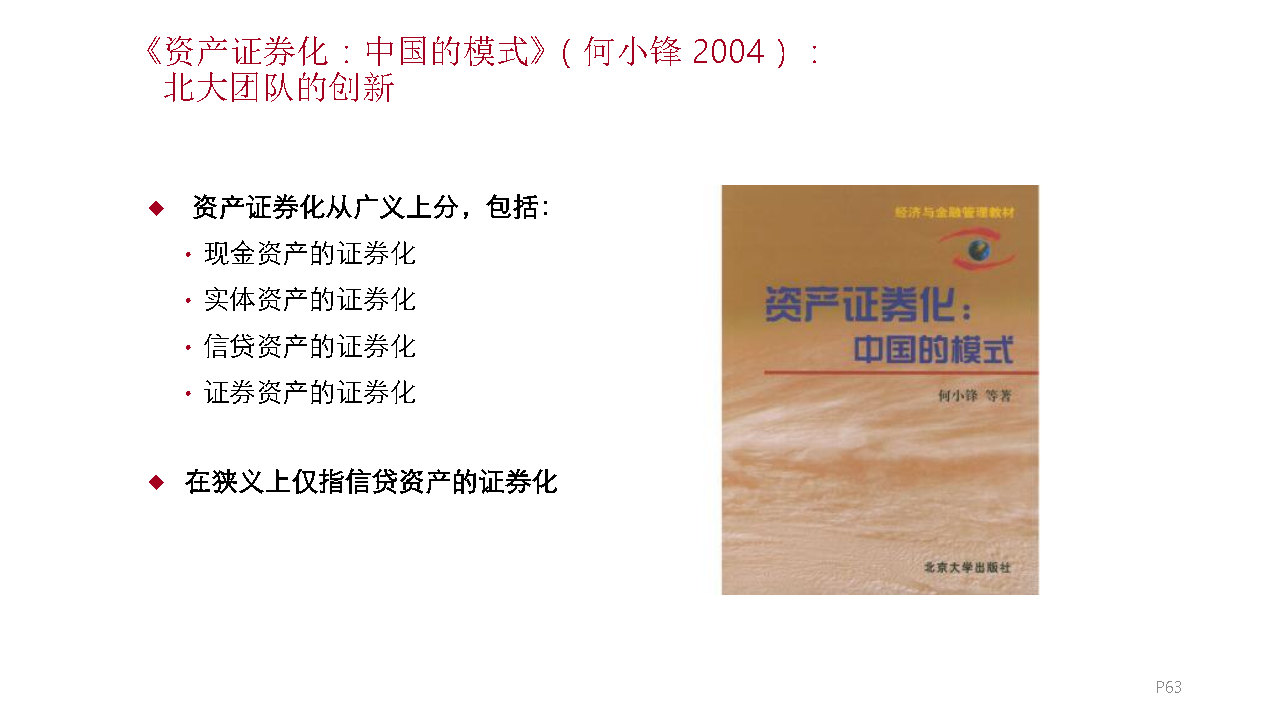 《资产证券化：中国的模式》（何小锋 2004）：
北大团队的创新
◆ 资产证券化从广义上分，包括：
• 现金资产的证券化
• 实体资产的证券化
• 信贷资产的证券化
• 证券资产的证券化
◆ 在狭义上仅指信贷资产的证券化
经济与金融管理教材
资产证券化：
中国的模式
何小锋 等著
北京大学出版社
P63